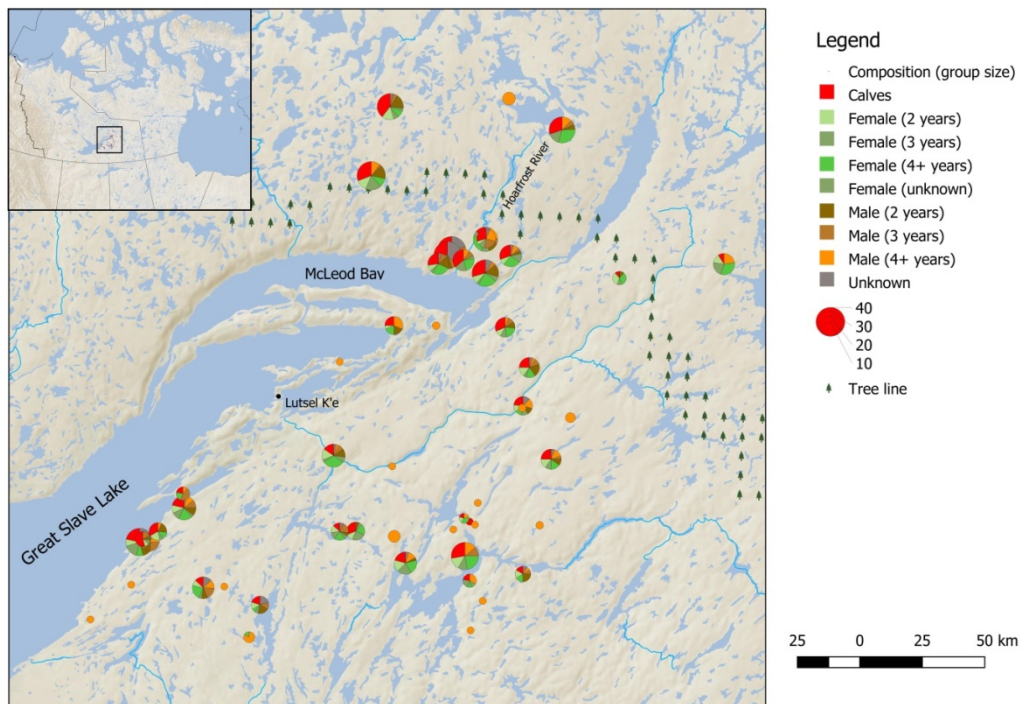 Legend
Composition (group size)
Calves
Female (2 years)
Female (3 years)
Female (4+ years)
Female (unknown)
Male (2 years)
Male (3 years)
Male (4+ years)
Unknown
40
30
20
10
Tree line
Hoarfrost River
McLeod Bav
Lutsel K'e
Great Slave Lake
25 0 25 50 km